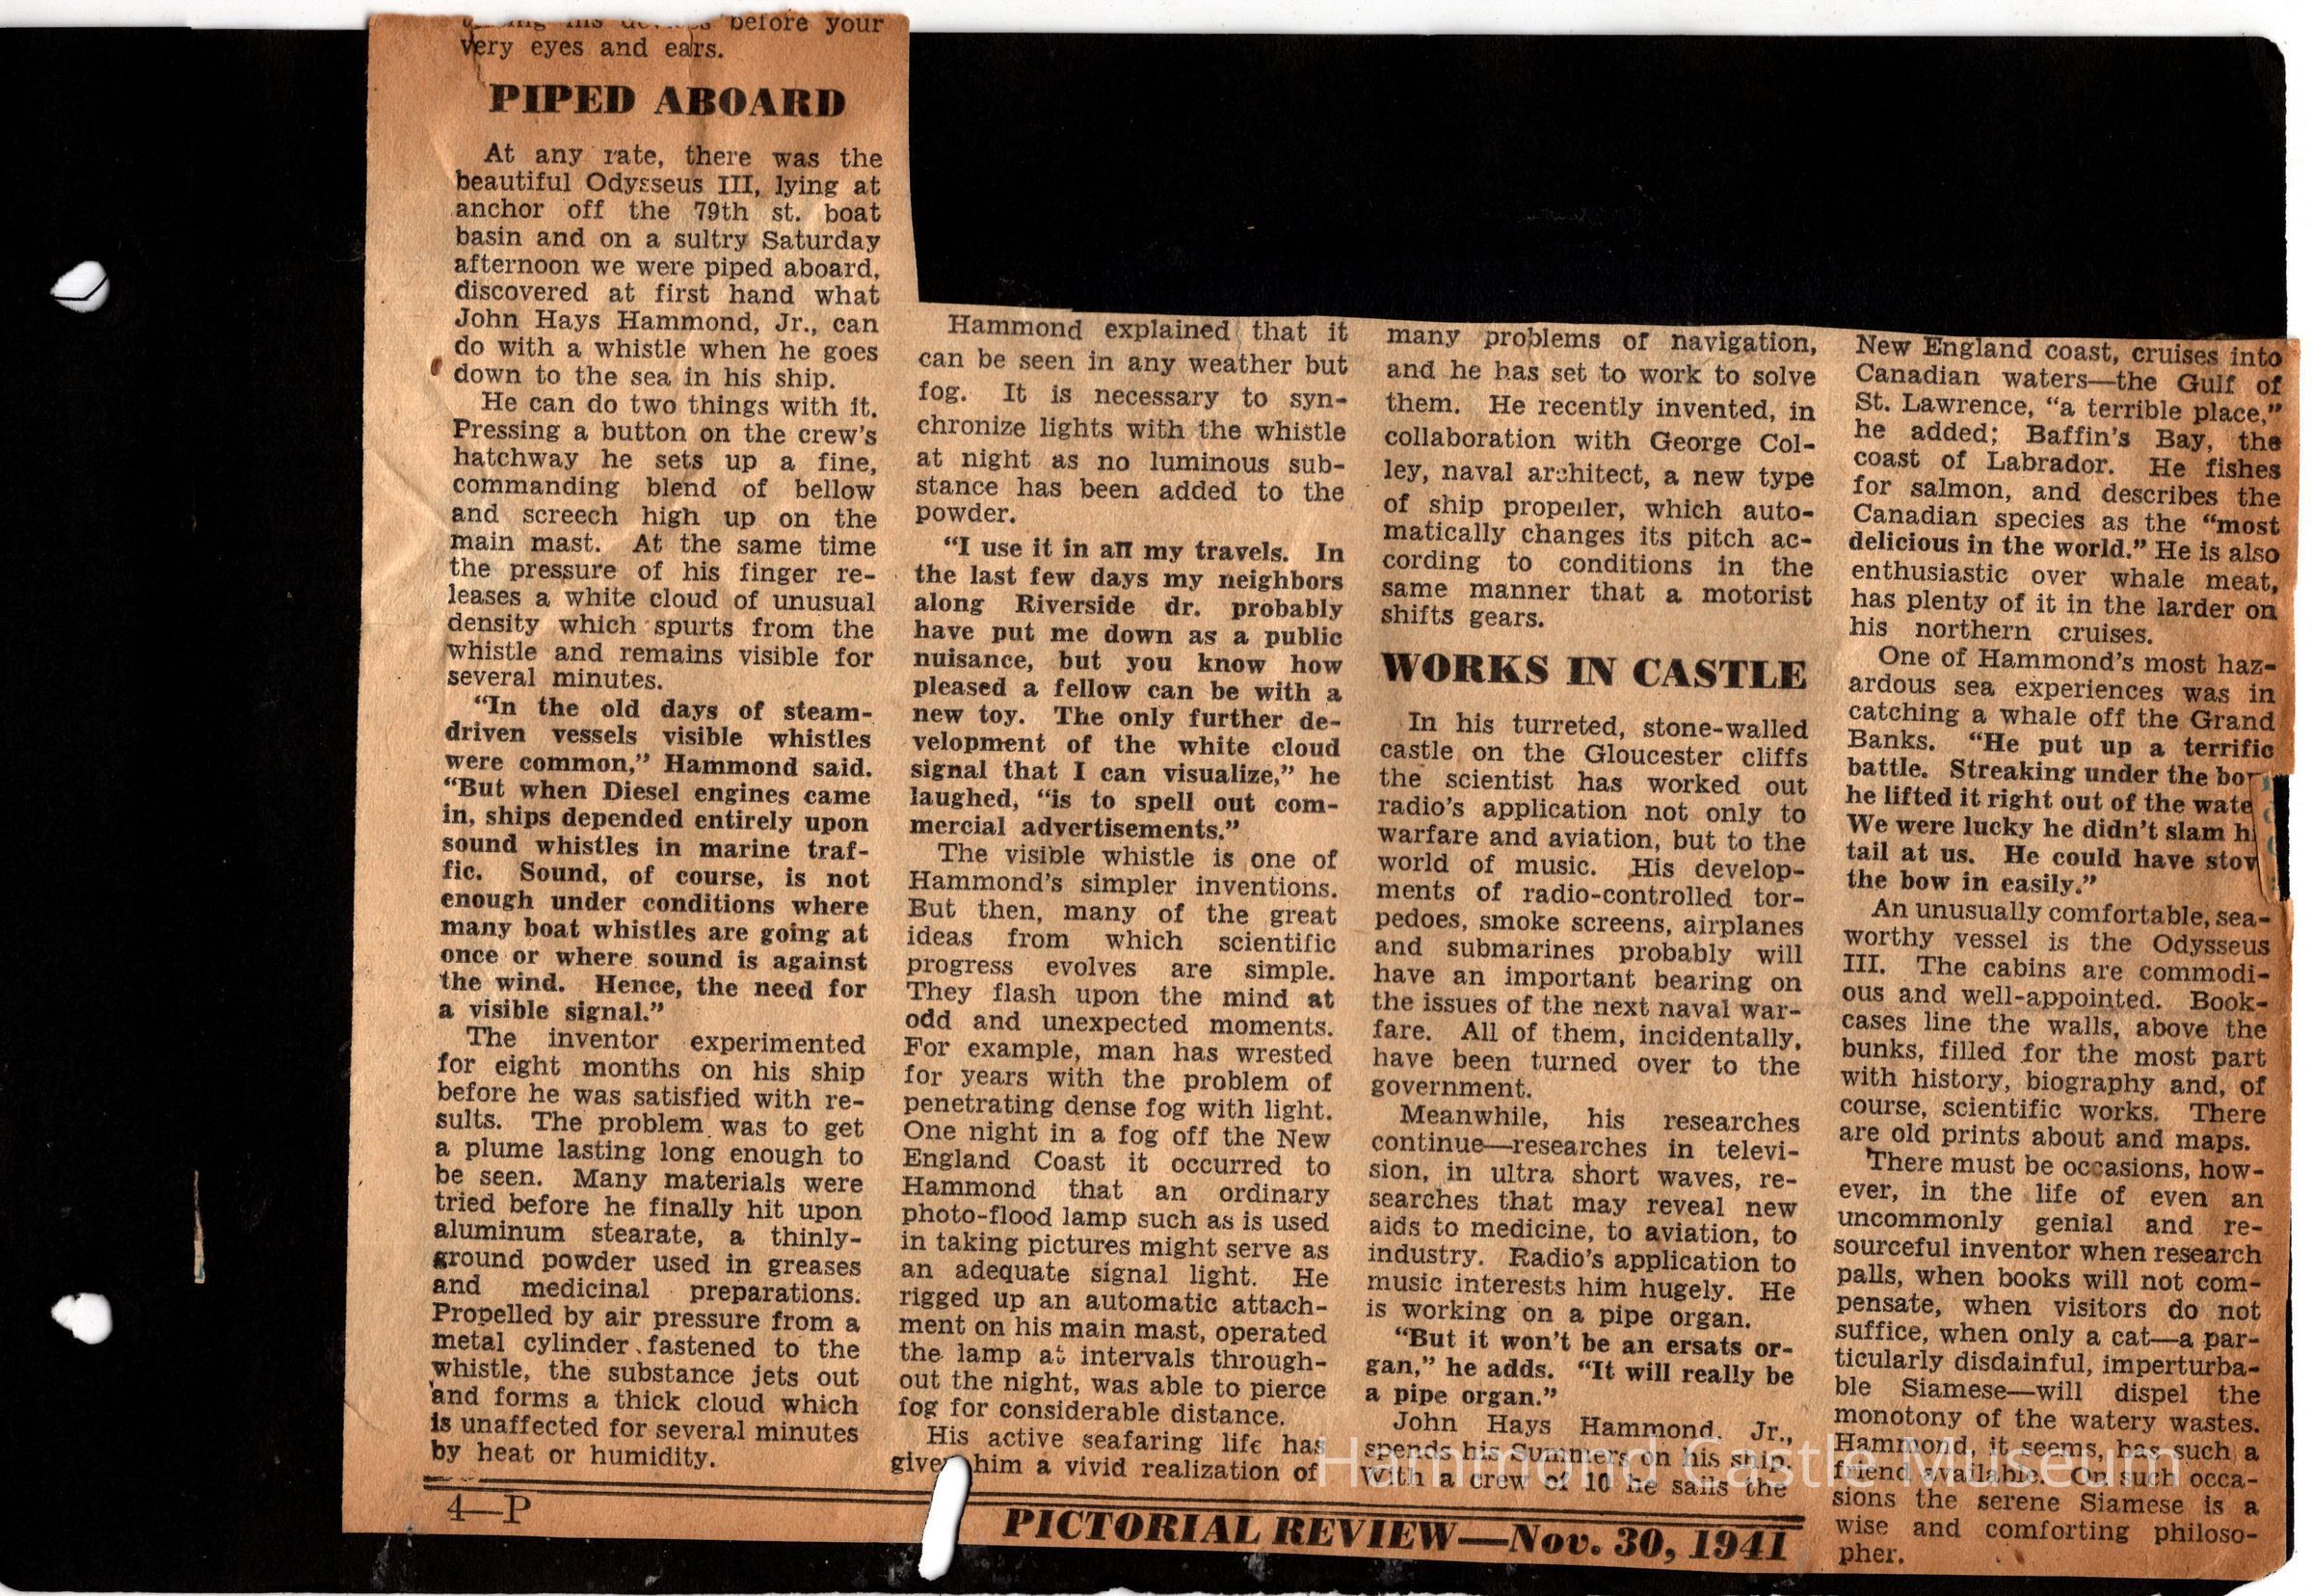 his before your
very eyes and ears.
PIPED ABOARD
At any rate, there was the
beautiful Odysseus III, lying at
anchor off the 79th st. boat
basin and on a sultry Saturday
afternoon we were piped aboard,
discovered at first hand what
John Hays Hammond, Jr., can
do with a whistle when he goes
down to the sea in his ship.
He can do two things with it.
Pressing a button on the crew's
hatchway he sets up a fine,
commanding blend of bellow
and screech high up on the
main mast. At the same time
the pressure of his finger re-
leases a white cloud of unusual
density which spurts from the
whistle and remains visible for
several minutes.
"In the old days of steam-
driven vessels visible whistles
were common," Hammond said.
"But when Diesel engines came
in, ships depended entirely upon
sound whistles in marine traf-
fic. Sound, of course, is not
enough under conditions where
many boat whistles are going at
once or where sound is against
the wind. Hence, the need for
a visible signal."
The inventor experimented
for eight months on his ship
before he was satisfied with re-
sults. The problem was to get
a plume lasting long enough to
be seen. Many materials were
tried before he finally hit upon
aluminum stearate, a thinly-
ground powder used in greases
and medicinal preparations.
Propelled by air pressure from a
metal cylinder fastened to the
whistle, the substance jets out
and forms a thick cloud which
is unaffected for several minutes
by heat or humidity.
Hammond explained that it
can be seen in any weather but
fog. It is necessary to syn-
chronize lights with the whistle
at night as no luminous sub-
stance has been added to the
powder.
"I use it in all my travels. In
the last few days my neighbors
along Riverside dr. probably
have put me down as a public
nuisance, but you know how
pleased a fellow can be with a
new toy. The only further de-
velopment of the white cloud
signal that I can visualize," he
laughed, "is to spell out com-
mercial advertisements."
The visible whistle is one of
Hammond's simpler inventions.
But then, many of the great
ideas from which scientific
progress evolves are simple.
They flash upon the mind at
odd and unexpected moments.
For example, man has wrested
for years with the problem of
penetrating dense fog with light.
One night in a fog off the New
England Coast it occurred to
Hammond that an ordinary
photo-flood lamp such as is used
in taking pictures might serve as
an adequate signal light. He
rigged up an automatic attach-
ment on his main mast, operated
the lamp at intervals through-
out the night, was able to pierce
fog for considerable distance.
His active seafaring life has
given him a vivid realization of
many problems of navigation,
and he has set to work to solve
them. He recently invented, in
collaboration with George Col-
ley, naval architect, a new type
of ship propeller, which auto-
matically changes its pitch ac-
cording to conditions in the
same manner that a motorist
shifts gears.
WORKS IN CASTLE
In his turreted, stone-walled
castle on the Gloucester cliffs
the scientist has worked out
radio's application not only to
warfare and aviation, but to the
world of music. His develop-
ments of radio-controlled tor-
pedoes, smoke screens, airplanes
and submarines probably will
have an important bearing on
the issues of the next naval war-
fare. All of them, incidentally,
have been turned over to the
government.
Meanwhile, his researches
continue—researches in televi-
sion, in ultra short waves, re-
searches that may reveal new
aids to medicine, to aviation, to
industry. Radio's application to
music interests him hugely. He
is working on a pipe organ.
"But it won't be an ersats or-
gan," he adds. "It will really be
a pipe organ."
John Hays Hammond, Jr.,
spends his Summers on his ship.
With a crew of 10 he sails the
New England coast, cruises into
Canadian waters—the Gulf of
St. Lawrence, "a terrible place,"
he added; Baffin's Bay, the
coast of Labrador. He fishes
for salmon, and describes the
Canadian species as the "most
delicious in the world." He is also
enthusiastic over whale meat,
has plenty of it in the larder on
his northern cruises.
One of Hammond's most haz-
ardous sea experiences was in
catching a whale off the Grand
Banks. "He put up a terrific
battle. Streaking under the bo
he lifted it right out of the wate
We were lucky he didn't slam h
tail at us. He could have stov
the bow in easily."
An unusually comfortable, sea-
worthy vessel is the Odysseus
III. The cabins are commodi-
ous and well-appointed. Book-
cases line the walls, above the
bunks, filled for the most part
with history, biography and, of
course, scientific works. There
are old prints about and maps.
There must be occasions, how-
ever, in the life of even an
uncommonly genial and re-
sourceful inventor when research
palls, when books will not com-
pensate, when visitors do not
suffice, when only a cat—a par-
ticularly disdainful, imperturba-
ble Siamese—will dispel the
monotony of the watery wastes.
Hammond, it seems, has such a
friend available. On such occa-
sions the serene Siamese is a
wise and comforting philoso-
pher.
4—P
PICTORIAL REVIEW—Nov. 30, 1941
Hammond Castle Museum